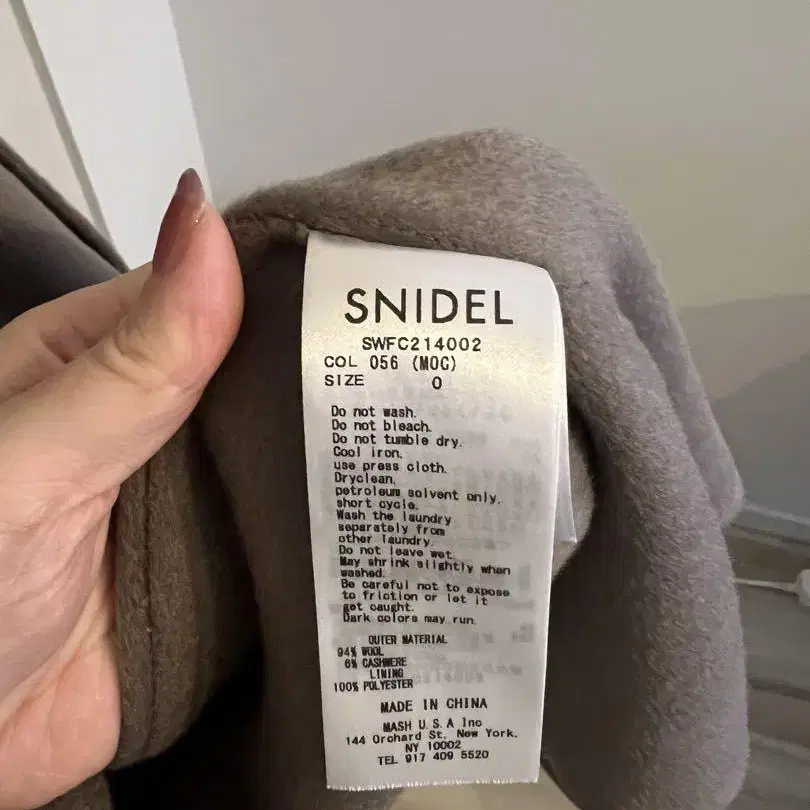 SNIDEL
SWFC214002
COL 056 (MOC)
SIZE 0
Do not wash.
Do not bleach.
Do not tumble dry.
Cool iron,
use press cloth.
Dryclean,
petroleum solvent only,
short cycle.
Wash the laundry
separately from
other laundry.
Do not leave wet.
May shrink slightly when
washed.
Be careful not to expose
to friction or let it
get caught.
Dark colors may run.
OUTER MATERIAL
94% WOOL
6% CASHMERE
LINING
100% POLYESTER
MADE IN CHINA
MASH U.S.A Inc
144 Orchard St, New York,
NY 10002
TEL 917 409 5520